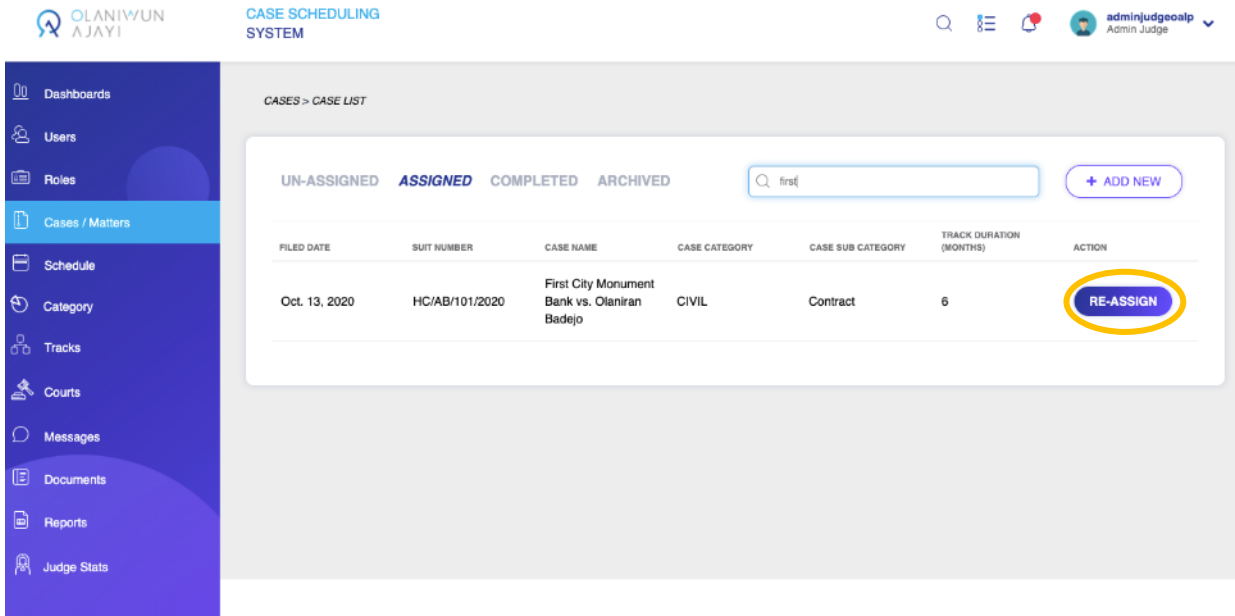 OLANIWUN
AJAYI
CASE SCHEDULING
SYSTEM
adminjudgeoalp
Admin Judge
Dashboards
Users
Roles
Cases / Matters
Schedule
Category
Tracks
Courts
Messages
Documents
Reports
Judge Stats
CASES > CASE LIST
UN-ASSIGNED ASSIGNED COMPLETED ARCHIVED
first
+ ADD NEW
FILED DATE SUIT NUMBER CASE NAME CASE CATEGORY CASE SUB CATEGORY TRACK DURATION
(MONTHS) ACTION
First City Monument
Oct. 13, 2020 HC/AB/101/2020 Bank vs. Olaniran CIVIL Contract 6 RE-ASSIGN
Badejo